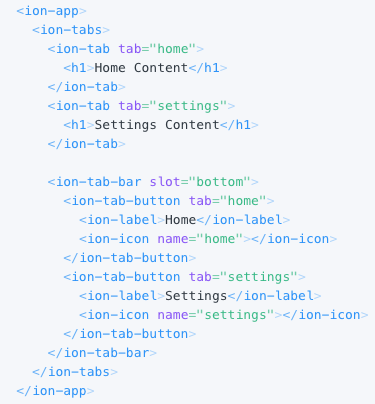 <ion-app>
  <ion-tabs>
    <ion-tab tab="home">
      <h1>Home Content</h1>
    </ion-tab>
    <ion-tab tab="settings">
      <h1>Settings Content</h1>
    </ion-tab>

    <ion-tab-bar slot="bottom">
      <ion-tab-button tab="home">
        <ion-label>Home</ion-label>
        <ion-icon name="home"></ion-icon>
      </ion-tab-button>
      <ion-tab-button tab="settings">
        <ion-label>Settings</ion-label>
        <ion-icon name="settings"></ion-icon>
      </ion-tab-button>
    </ion-tab-bar>
  </ion-tabs>
</ion-app>